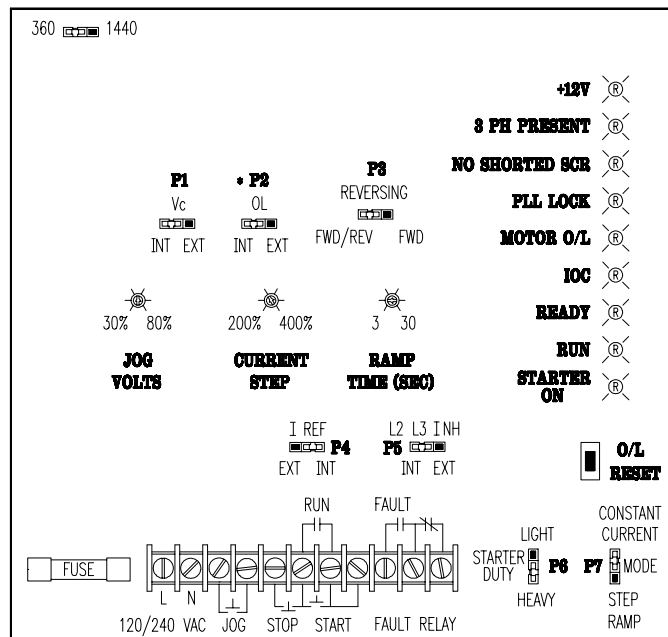 360 1440
+12V
3 PH PRESENT
NO SHORTED SCR
PLL LOCK
MOTOR O/L
IOC
READY
RUN
STARTER
ON
P1
Vc
INT EXT
* P2
OL
INT EXT
P3
REVERSING
FWD/REV FWD
30% 80%
JOG
VOLTS
200% 400%
CURRENT
STEP
3 30
RAMP
TIME (SEC)
I REF
P4
EXT INT
L2 L3 INH
P5
INT EXT
O/L
RESET
RUN
FAULT
FUSE
L N
120/240 VAC JOG STOP START FAULT RELAY
LIGHT
STARTER
DUTY
P6
HEAVY
CONSTANT
CURRENT
P7 MODE
STEP
RAMP
R
R
R
R
R
R
R
R
R